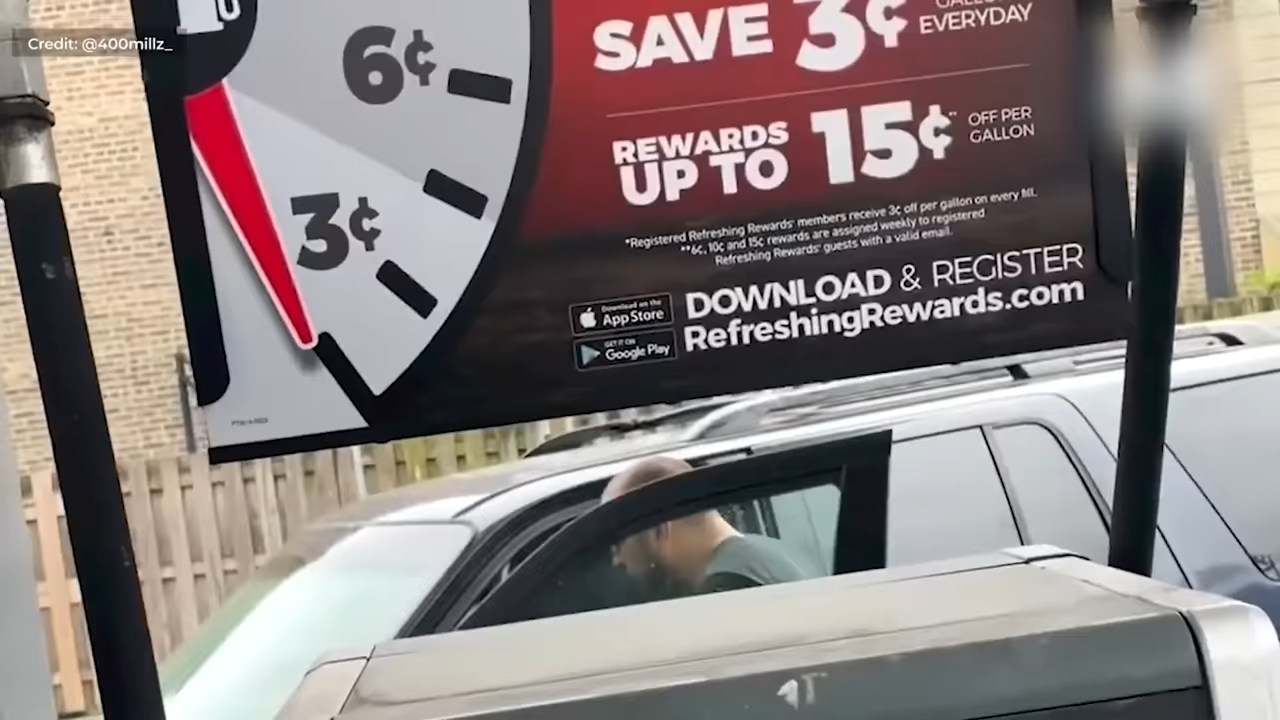 Credit: @400millz_
6¢
3¢
SAVE 3¢
EVERYDAY
REWARDS
UP TO 15¢**
OFF PER
GALLON
*Registered Refreshing Rewards® members receive 3¢ off per gallon on every fill.
**6¢, 10¢ and 15¢ rewards are assigned weekly to registered
Refreshing Rewards® guests with a valid email.
Download on the
App Store
GET IT ON
Google Play
DOWNLOAD & REGISTER
RefreshingRewards.com